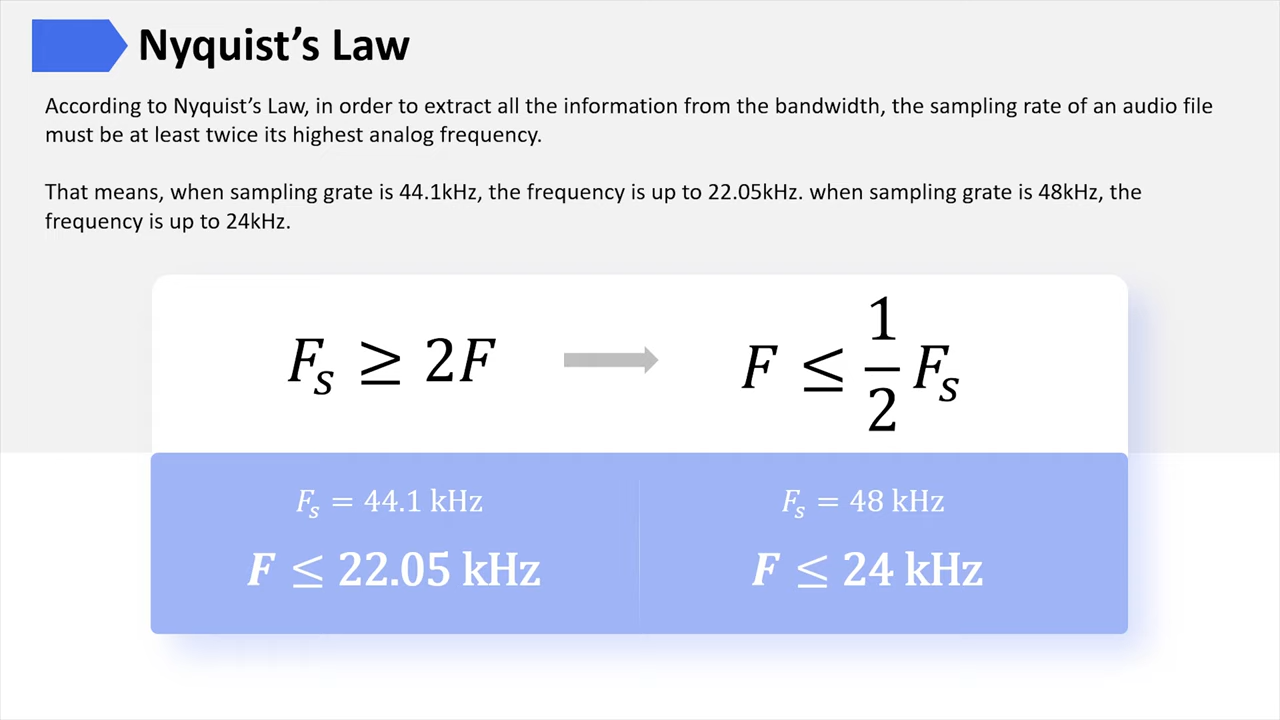 Nyquist’s Law
According to Nyquist’s Law, in order to extract all the information from the bandwidth, the sampling rate of an audio file
must be at least twice its highest analog frequency.
That means, when sampling grate is 44.1kHz, the frequency is up to 22.05kHz. when sampling grate is 48kHz, the
frequency is up to 24kHz.
Fₛ ≥ 2F
F ≤ 1/2 Fₛ
Fₛ = 44.1 kHz
F ≤ 22.05 kHz
Fₛ = 48 kHz
F ≤ 24 kHz